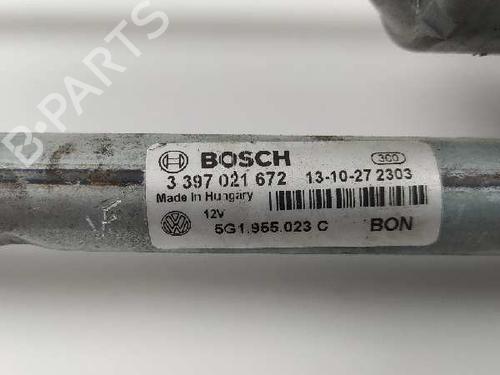 B-PARTS
BOSCH 300
3 397 021 672 13-10-27 2303
Made in Hungary
12V
5G1.955.023 C BON